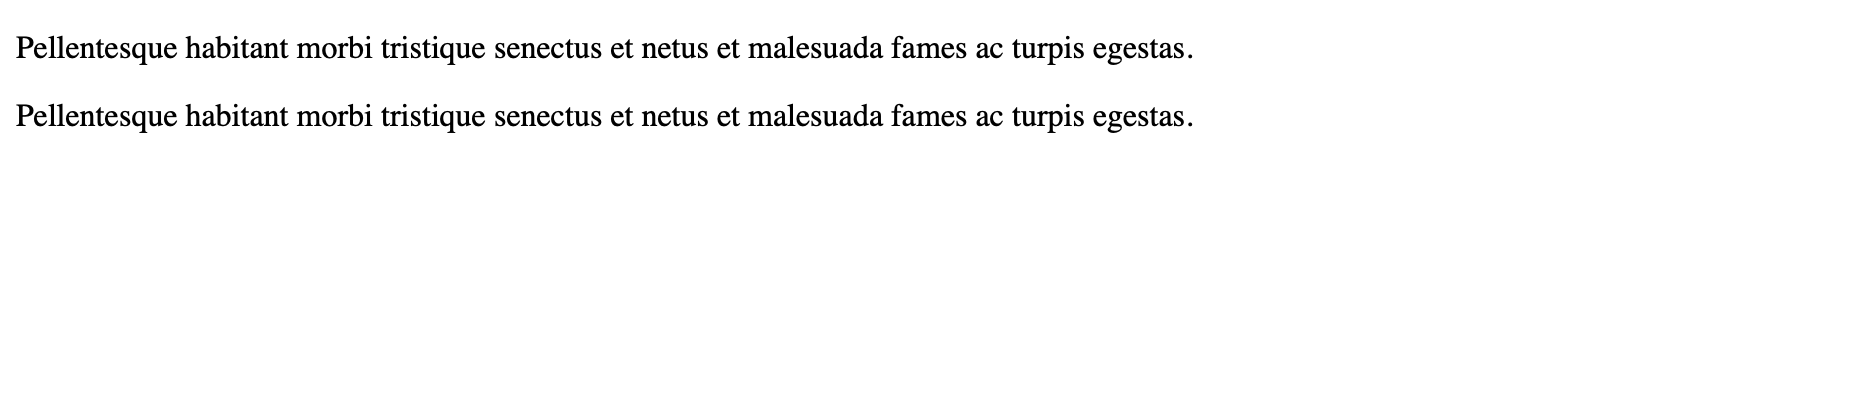 Pellentesque habitant morbi tristique senectus et netus et malesuada fames ac turpis egestas.
Pellentesque habitant morbi tristique senectus et netus et malesuada fames ac turpis egestas.